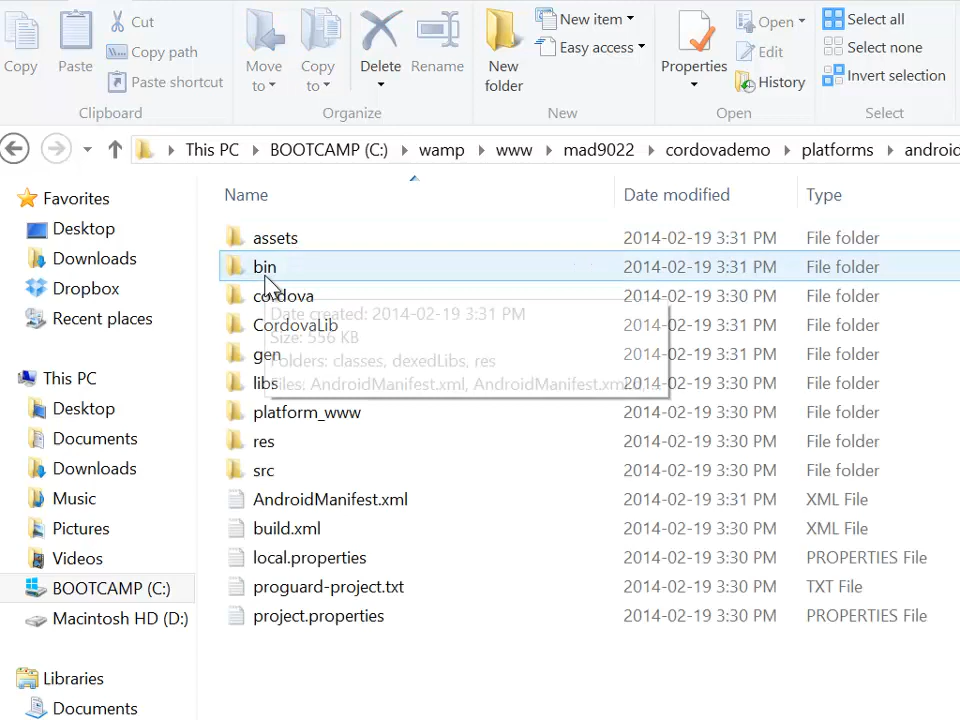 Copy
Paste
Cut
Copy path
Paste shortcut
Clipboard
Move to
Copy to
Delete
Rename
Organize
New folder
New item
Easy access
New
Properties
Open
Edit
History
Open
Select all
Select none
Invert selection
Select
This PC BOOTCAMP (C:) wamp www mad9022 cordovademo platforms android
Favorites
Desktop
Downloads
Dropbox
Recent places
This PC
Desktop
Documents
Downloads
Music
Pictures
Videos
BOOTCAMP (C:)
Macintosh HD (D:)
Libraries
Documents
Name Date modified Type
assets 2014-02-19 3:31 PM File folder
bin 2014-02-19 3:31 PM File folder
cordova 2014-02-19 3:30 PM File folder
CordovaLib 2014-02-19 3:31 PM File folder
gen 2014-02-19 3:31 PM File folder
libs 2014-02-19 3:30 PM File folder
platform_www 2014-02-19 3:30 PM File folder
res 2014-02-19 3:30 PM File folder
src 2014-02-19 3:30 PM File folder
AndroidManifest.xml 2014-02-19 3:31 PM XML File
build.xml 2014-02-19 3:30 PM XML File
local.properties 2014-02-19 3:30 PM PROPERTIES File
proguard-project.txt 2014-02-19 3:30 PM TXT File
project.properties 2014-02-19 3:30 PM PROPERTIES File
Date created: 2014-02-19 3:31 PM
Size: 556 KB
Folders: classes, dexedLibs, res
Files: AndroidManifest.xml,